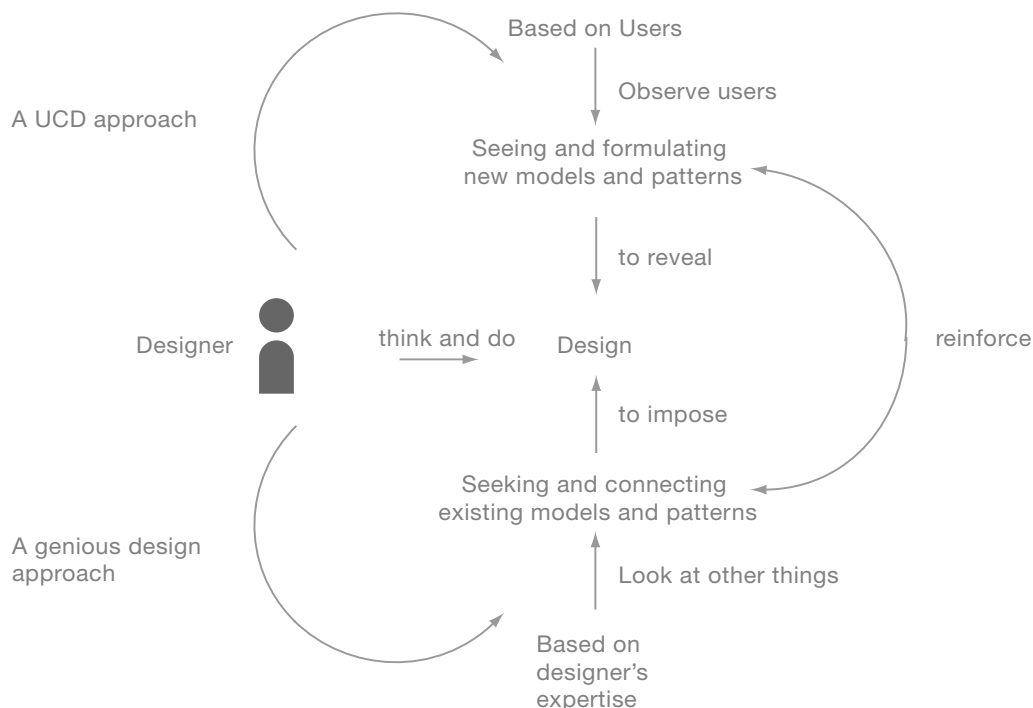 Based on Users
Observe users
A UCD approach
Seeing and formulating
new models and patterns
to reveal
Designer
think and do
Design
reinforce
to impose
Seeking and connecting
existing models and patterns
A genious design
approach
Look at other things
Based on
designer’s
expertise